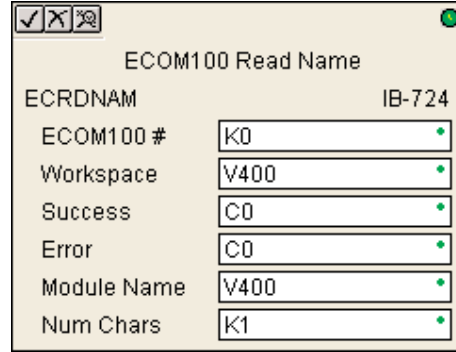 ECOM100 Read Name
ECRDNAM IB-724
ECOM100 # K0
Workspace V400
Success C0
Error C0
Module Name V400
Num Chars K1